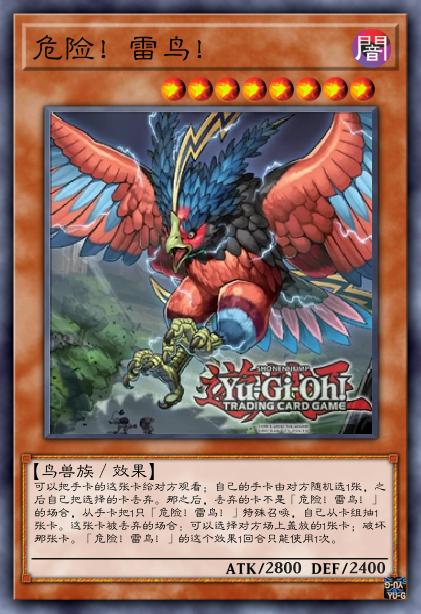 危险！雷鸟！
闇
SHONEN JUMP
Yu-Gi-Oh!
TRADING CARD GAME
【鸟兽族／效果】
可以把手卡的这张卡给对方观看；自己的手卡由对方随机选1张，之
后自己把选择的卡丢弃。那之后，丢弃的卡不是「危险！雷鸟！」
的场合，从手卡把1只「危险！雷鸟！」特殊召唤，自己从卡组抽1
张卡。这张卡被丢弃的场合；可以选择对方场上盖放的1张卡；破坏
那张卡。「危险！雷鸟！」的这个效果1回合只能使用1次。
ATK/2800 DEF/2400